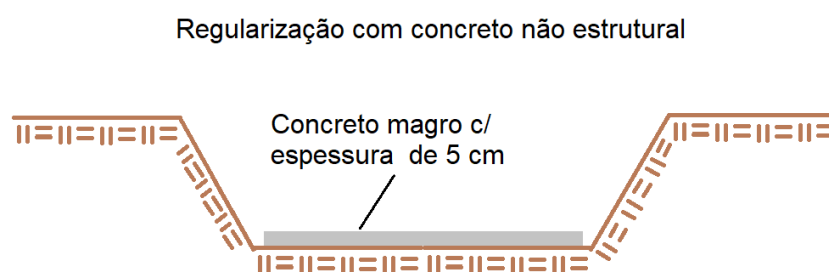 Regularização com concreto não estrutural
Concreto magro c/
espessura de 5 cm